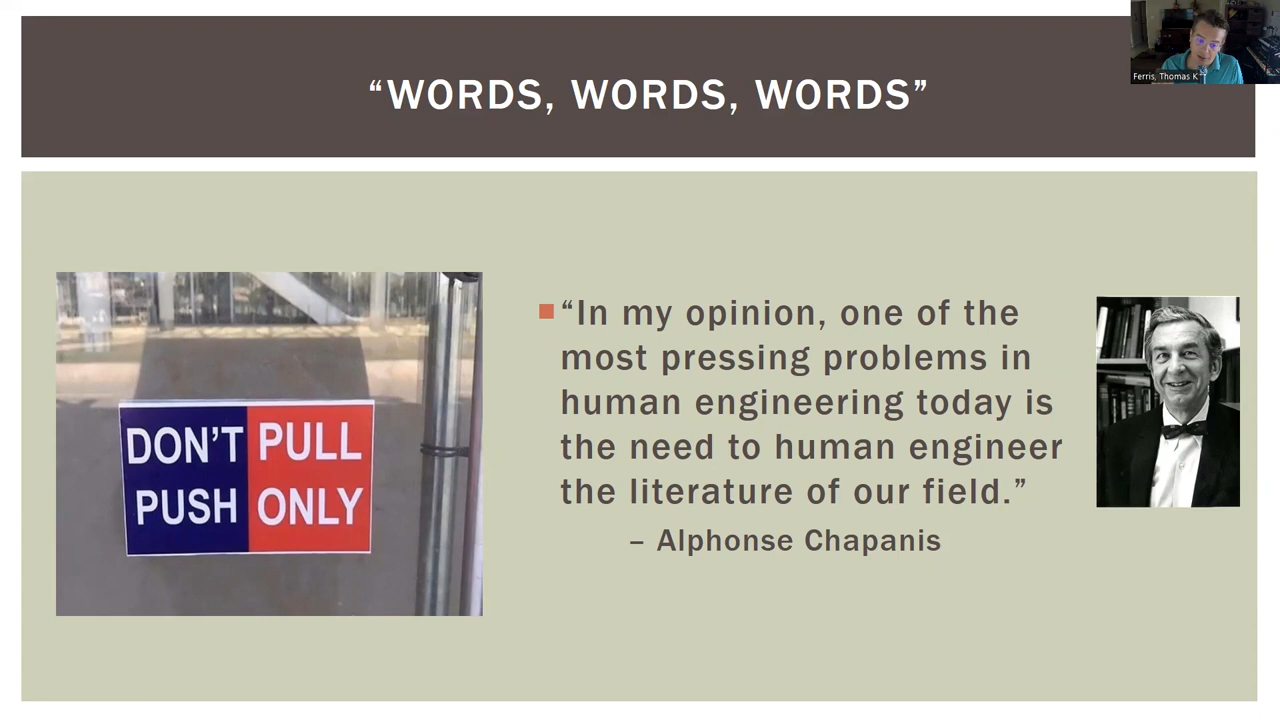 “WORDS, WORDS, WORDS”
Ferris, Thomas K
DON’T PULL
PUSH ONLY
“In my opinion, one of the
most pressing problems in
human engineering today is
the need to human engineer
the literature of our field.”
– Alphonse Chapanis